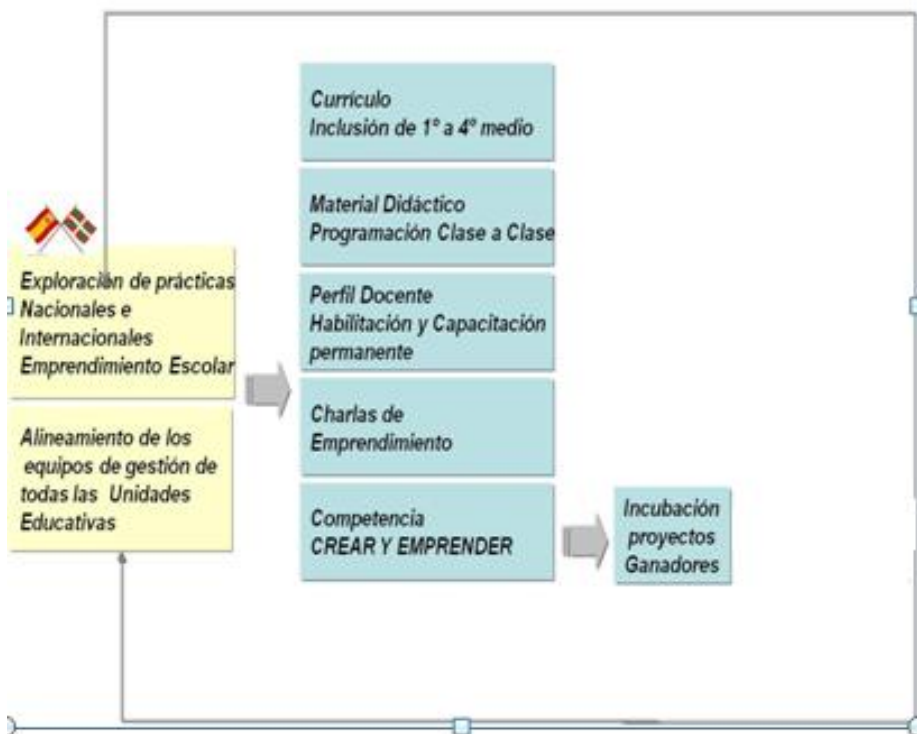 Exploración de prácticas
Nacionales e
Internacionales
Emprendimiento Escolar
Alineamiento de los
equipos de gestión de
todas las Unidades
Educativas
Currículo
Inclusión de 1º a 4º medio
Material Didáctico
Programación Clase a Clase
Perfil Docente
Habilitación y Capacitación
permanente
Charlas de
Emprendimiento
Competencia
CREAR Y EMPRENDER
Incubación
proyectos
Ganadores